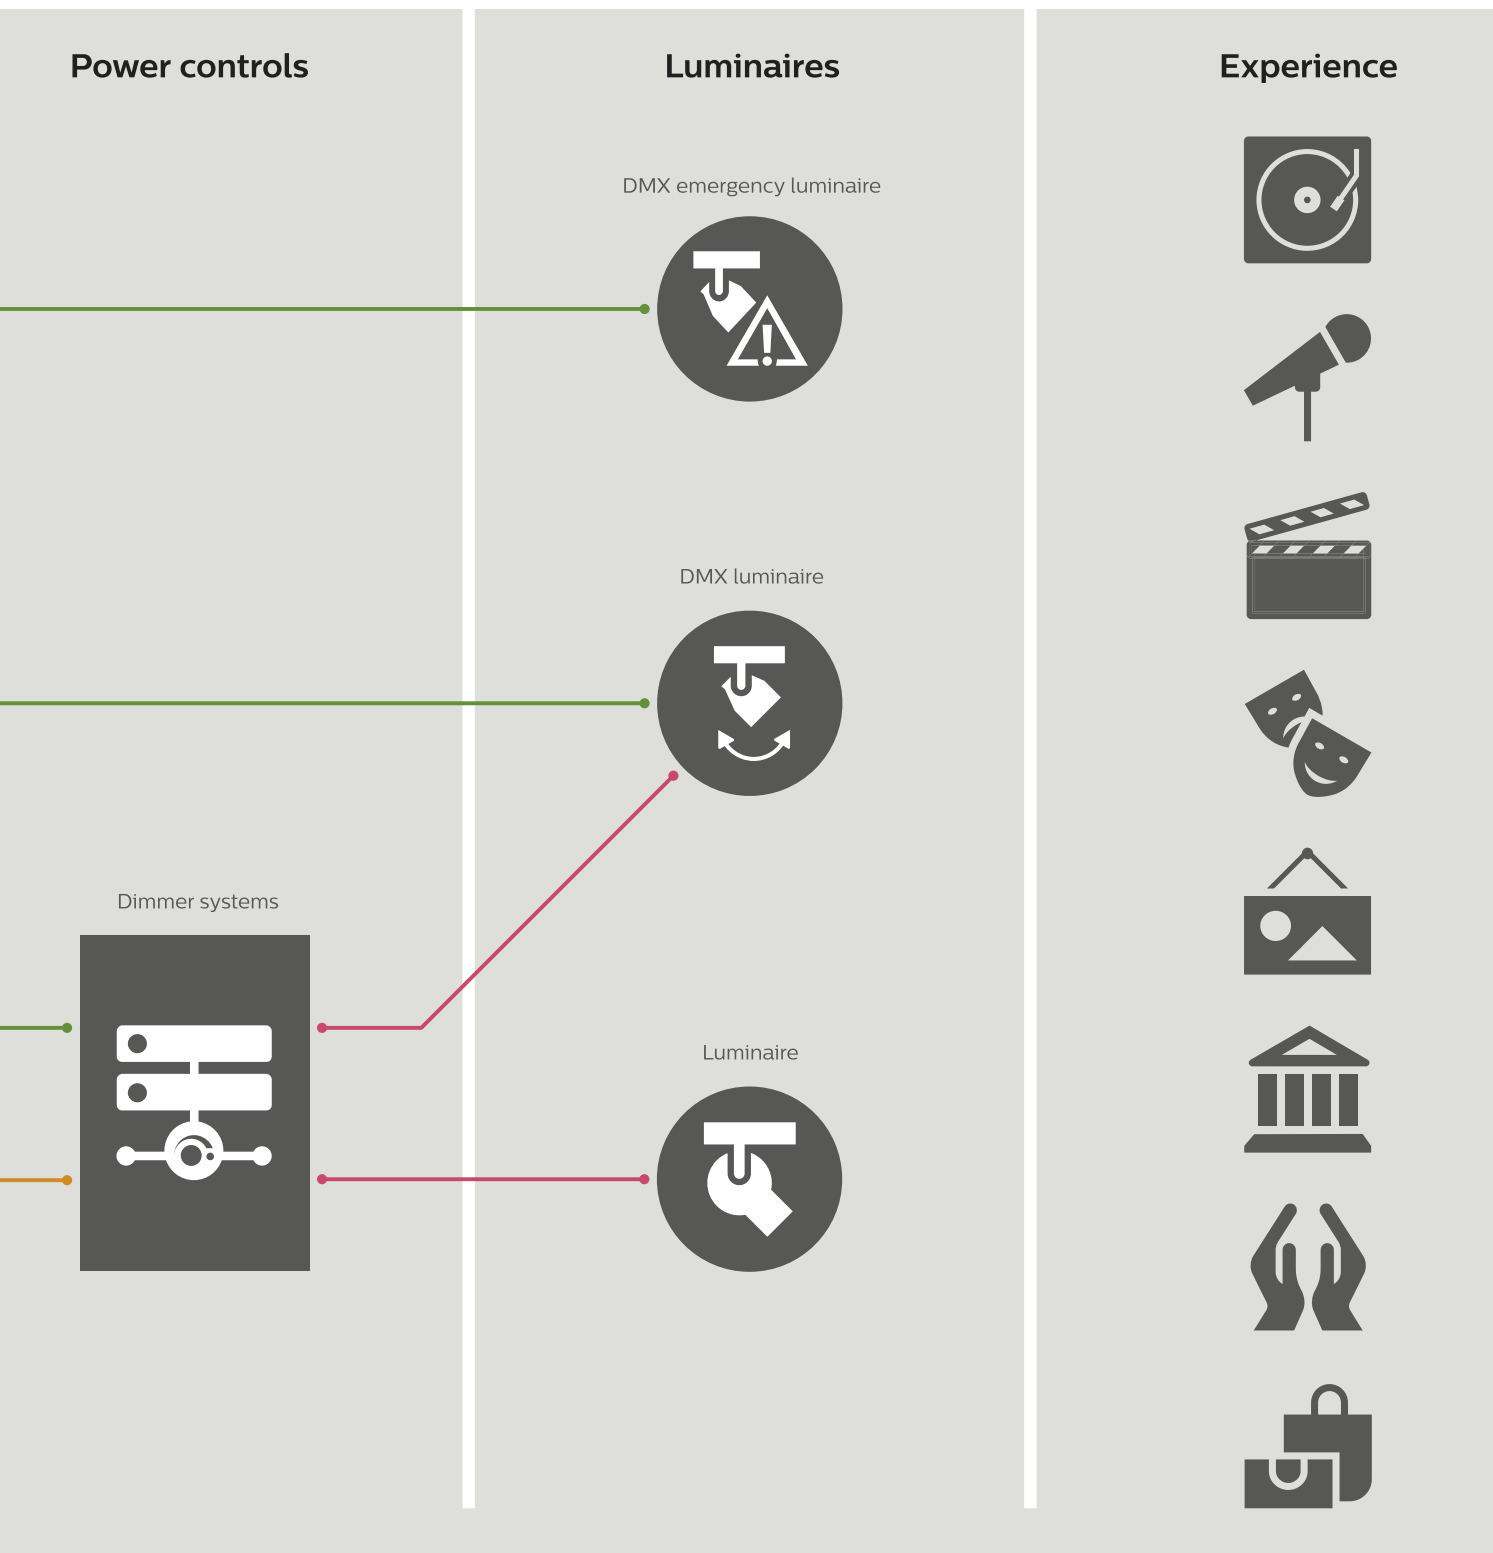 Power controls
Luminaires
Experience
DMX emergency luminaire
DMX luminaire
Dimmer systems
Luminaire